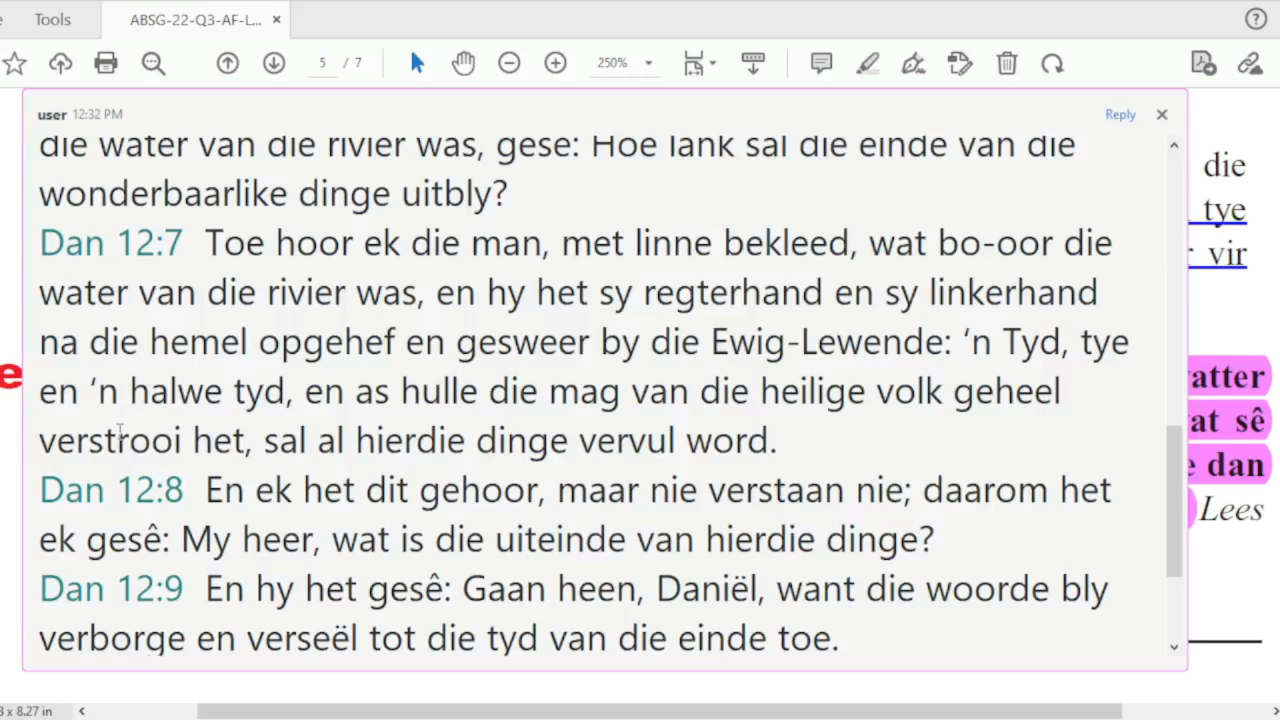 Tools
ABSG-22-Q3-AF-L... ×
5 / 7
250%
user 12:32 PM
Reply
die water van die rivier was, gesê: Hoe lank sal die einde van die
wonderbaarlike dinge uitbly?
Dan 12:7 Toe hoor ek die man, met linne bekleed, wat bo-oor die
water van die rivier was, en hy het sy regterhand en sy linkerhand
na die hemel opgehef en gesweer by die Ewig-Lewende: ‘n Tyd, tye
en ‘n halwe tyd, en as hulle die mag van die heilige volk geheel
verstrooi het, sal al hierdie dinge vervul word.
Dan 12:8 En ek het dit gehoor, maar nie verstaan nie; daarom het
ek gesê: My heer, wat is die uiteinde van hierdie dinge?
Dan 12:9 En hy het gesê: Gaan heen, Daniël, want die woorde bly
verborge en verseël tot die tyd van die einde toe.
die
tye
vir
sê
dan
Lees
x 8.27 in